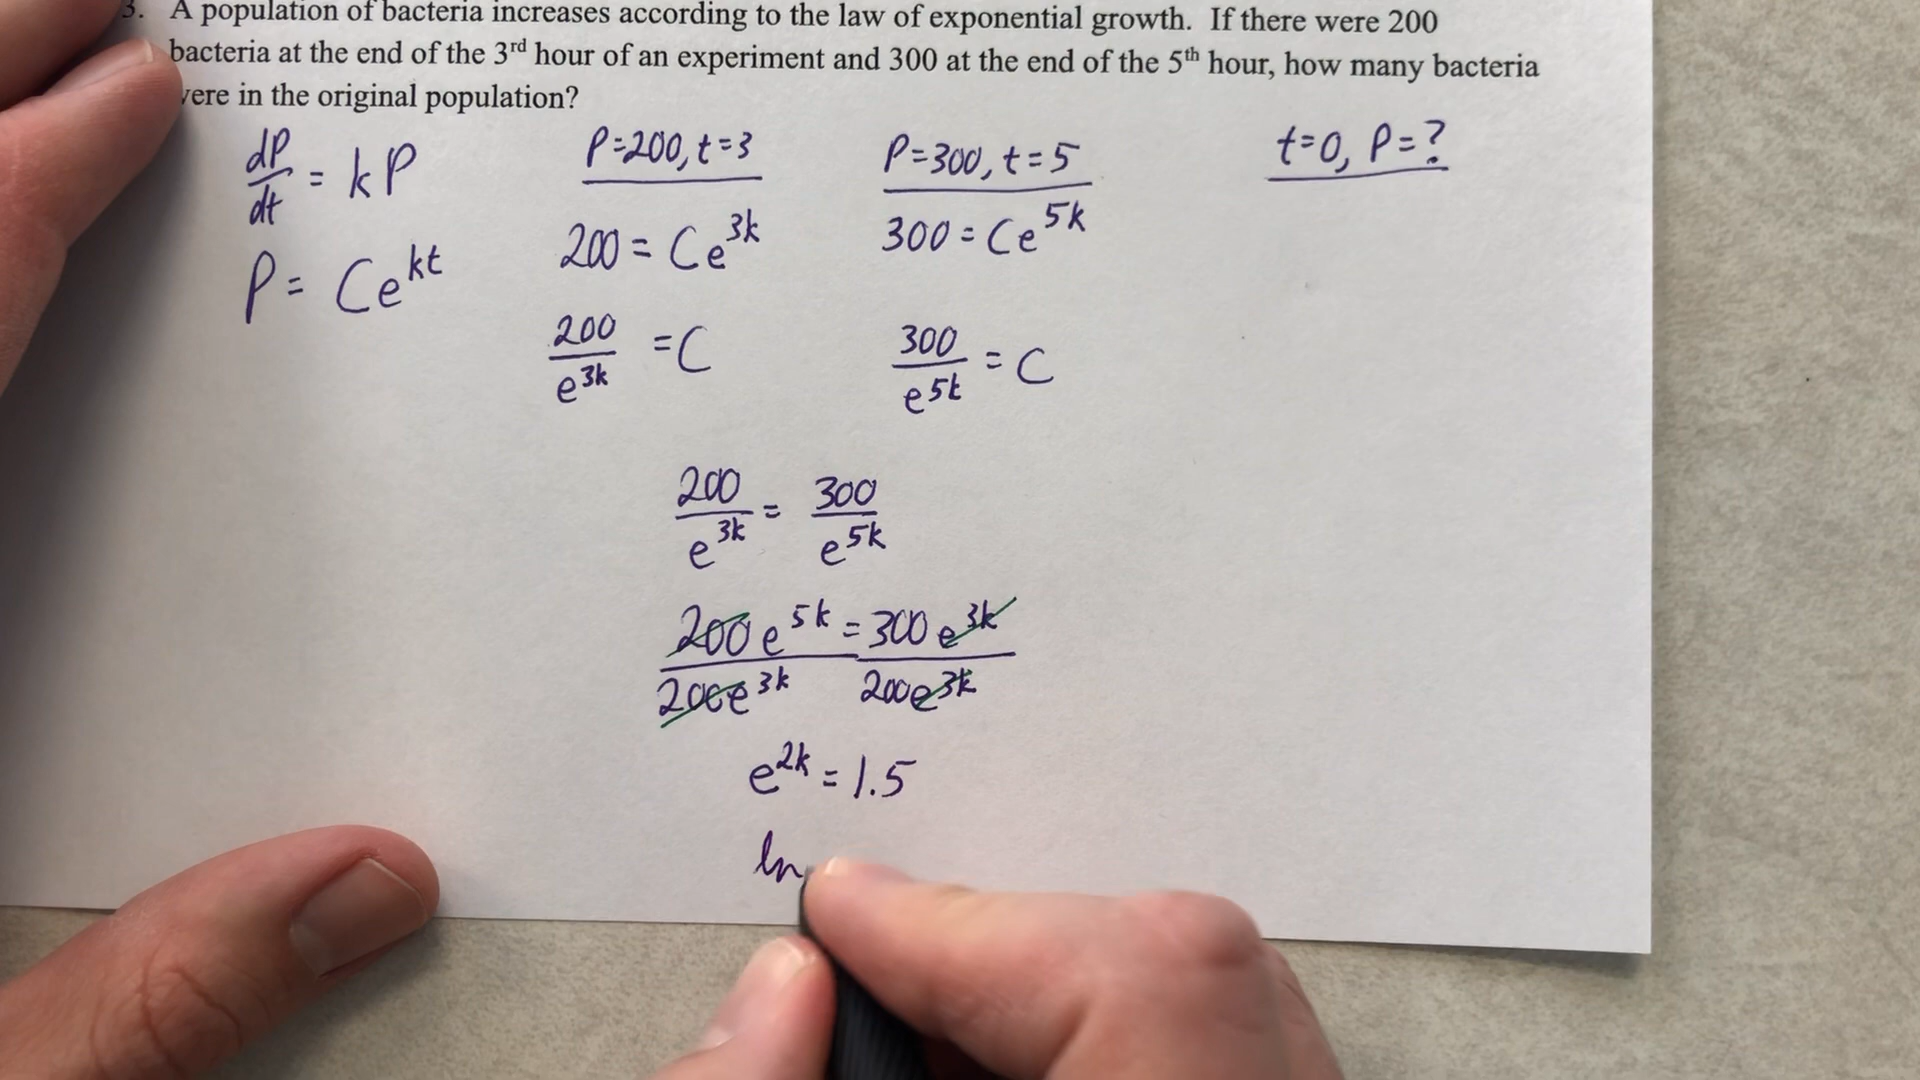 3. A population of bacteria increases according to the law of exponential growth. If there were 200
bacteria at the end of the 3rd hour of an experiment and 300 at the end of the 5th hour, how many bacteria
were in the original population?
dP/dt = kP
P = Ce^kt
P=200, t=3
200 = Ce^3k
200/e^3k = C
P=300, t=5
300 = Ce^5k
300/e^5k = C
t=0, P=?
200/e^3k = 300/e^5k
200e^5k/200e^3k = 300e^3k/200e^3k
e^2k = 1.5
ln